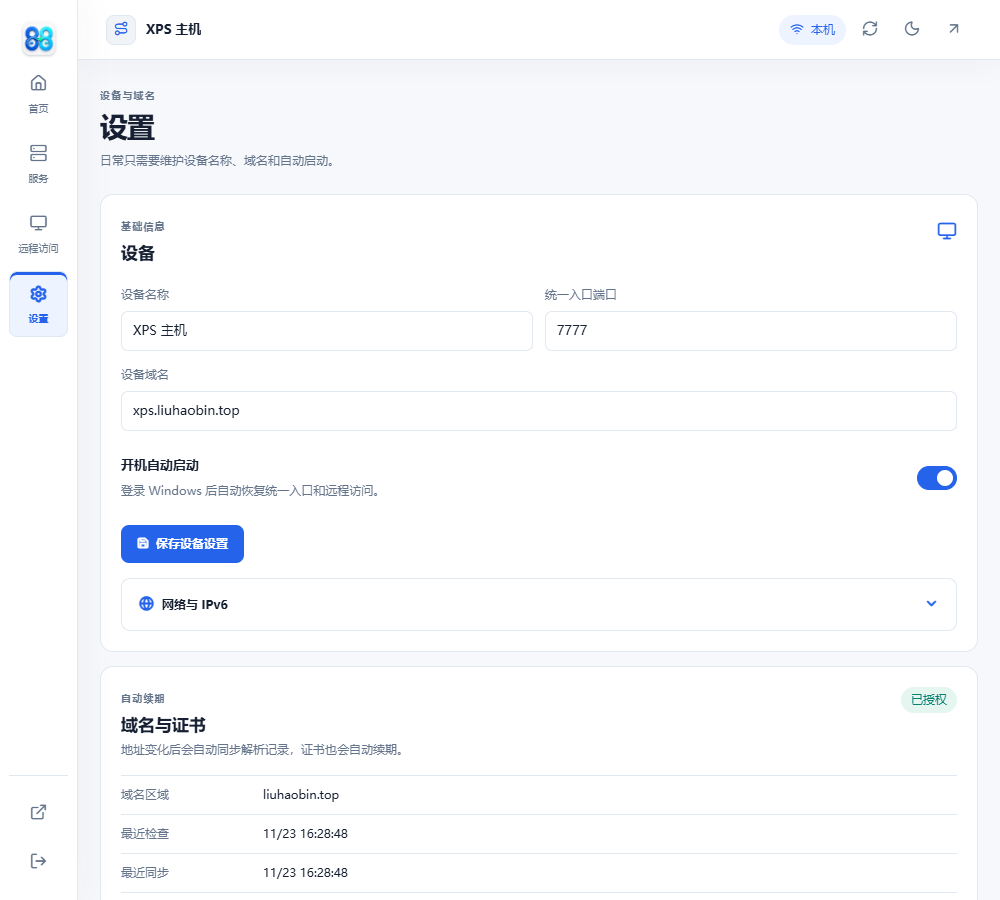 XPS 主机
本机
首页
服务
远程访问
设置
设备与域名
设置
日常只需要维护设备名称、域名和自动启动。
基础信息
设备
设备名称
统一入口端口
XPS 主机
7777
设备域名
xps.liuhaobin.top
开机自动启动
登录 Windows 后自动恢复统一入口和远程访问。
保存设备设置
网络与 IPv6
自动续期
已授权
域名与证书
地址变化后会自动同步解析记录，证书也会自动续期。
域名区域
liuhaobin.top
最近检查
11/23 16:28:48
最近同步
11/23 16:28:48